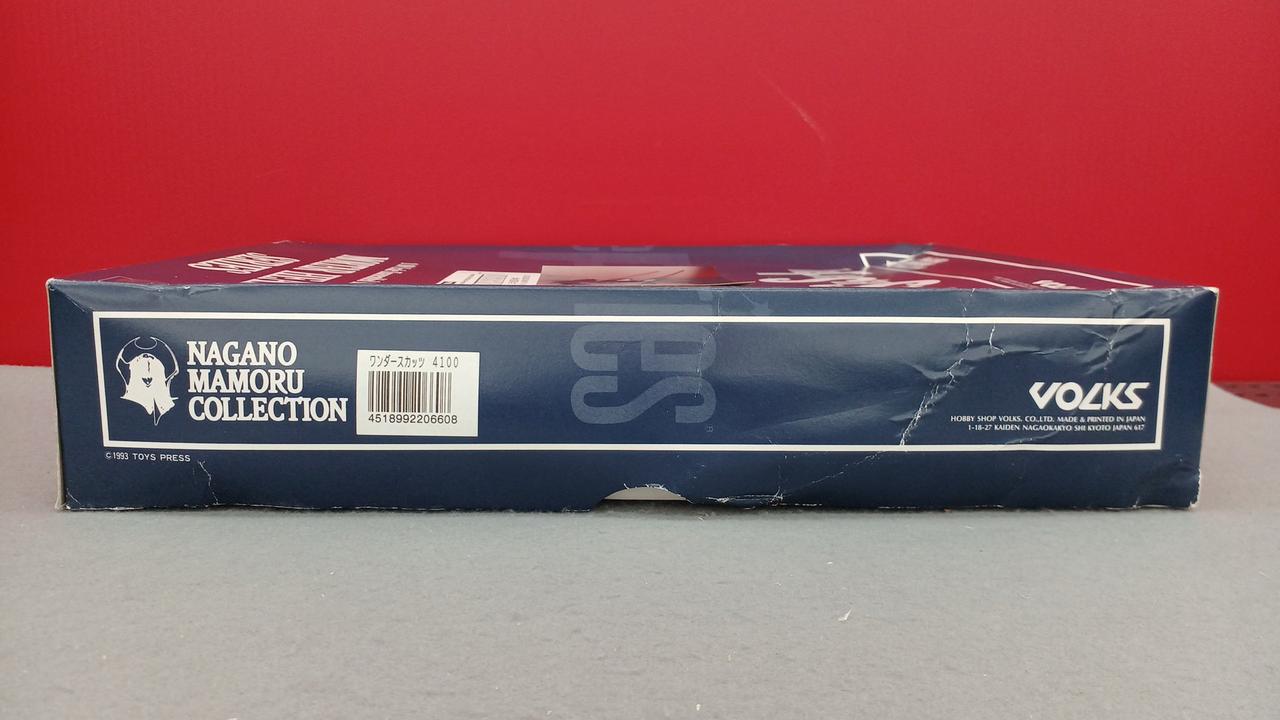 NAGANO
MAMORU
COLLECTION
ワンダースカッツ 4100
4518992206608
©1993 TOYS PRESS
VOLKS
HOBBY SHOP VOLKS. CO.,LTD. MADE & PRINTED IN JAPAN
1-18-27 KAIDEN NAGAOKAKYO SHI KYOTO JAPAN 617